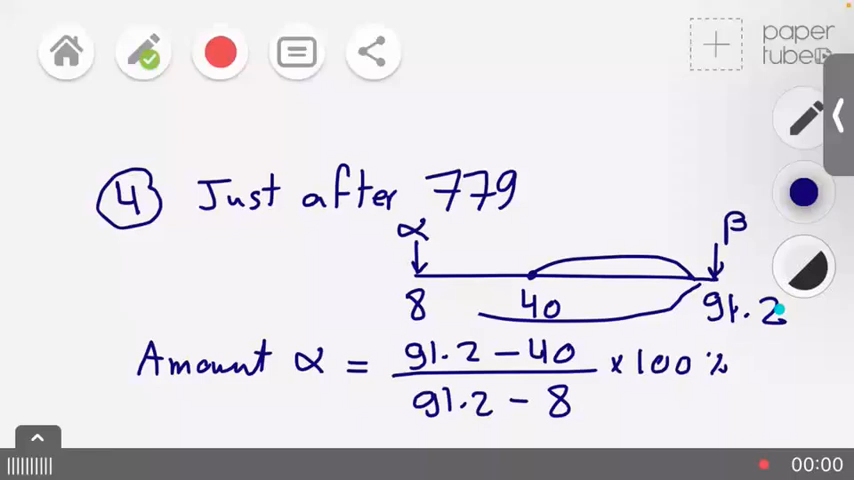 paper
tube
④ Just after 779
α β
8 40 91.2
Amount α = 91.2 - 40 / 91.2 - 8 × 100 %
00:00